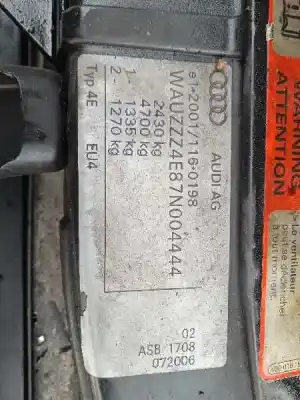 AUDI AG
e1*2001/116*0198
WAUZZZ4E87N004444
2430 kg
4700 kg
1- 1335 kg
2- 1270 kg
Typ 4E EU4
02
ASB 1708
072006
WARNING
ATTENTION
Le ventilateur
peut se déclencher
à tout moment